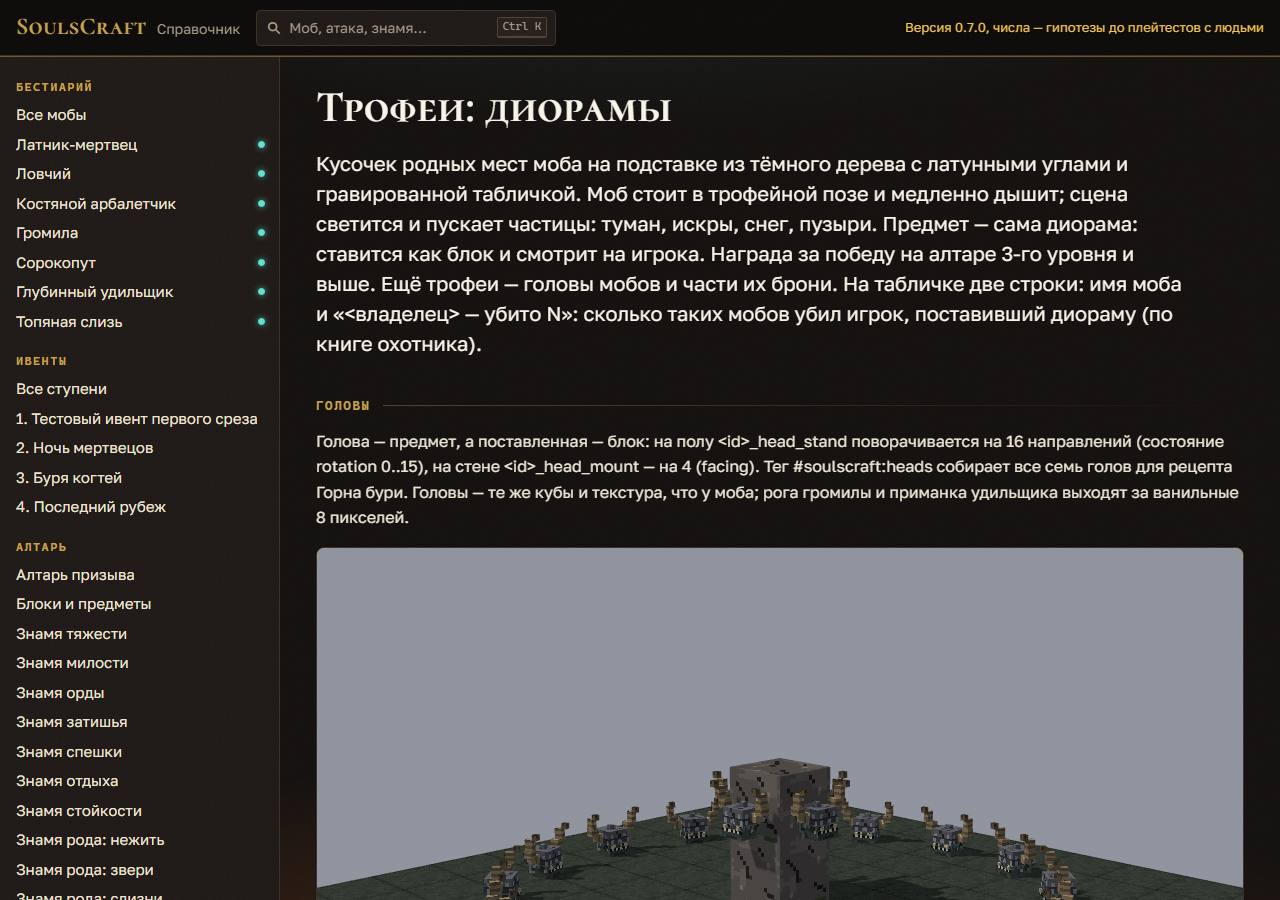 SoulsCraft Справочник
Моб, атака, знамя... Ctrl K
Версия 0.7.0, числа — гипотезы до плейтестов с людьми
БЕСТИАРИЙ
Все мобы
Латник-мертвец
Ловчий
Костяной арбалетчик
Громила
Сорокопут
Глубинный удильщик
Топяная слизь
ИВЕНТЫ
Все ступени
1. Тестовый ивент первого среза
2. Ночь мертвецов
3. Буря когтей
4. Последний рубеж
АЛТАРЬ
Алтарь призыва
Блоки и предметы
Знамя тяжести
Знамя милости
Знамя орды
Знамя затишья
Знамя спешки
Знамя отдыха
Знамя стойкости
Знамя рода: нежить
Знамя рода: звери
Знамя рода: слизни
Трофеи: диорамы
Кусочек родных мест моба на подставке из тёмного дерева с латунными углами и
гравированной табличкой. Моб стоит в трофейной позе и медленно дышит; сцена
светится и пускает частицы: туман, искры, снег, пузыри. Предмет — сама диорама:
ставится как блок и смотрит на игрока. Награда за победу на алтаре 3-го уровня и
выше. Ещё трофеи — головы мобов и части их брони. На табличке две строки: имя моба
и «<владелец> — убито N»: сколько таких мобов убил игрок, поставивший диораму (по
книге охотника).
ГОЛОВЫ
Голова — предмет, а поставленная — блок: на полу <id>_head_stand поворачивается на 16 направлений (состояние
rotation 0..15), на стене <id>_head_mount — на 4 (facing). Тег #soulscraft:heads собирает все семь голов для рецепта
Горна бури. Головы — те же кубы и текстура, что у моба; рога громилы и приманка удильщика выходят за ванильные
8 пикселей.